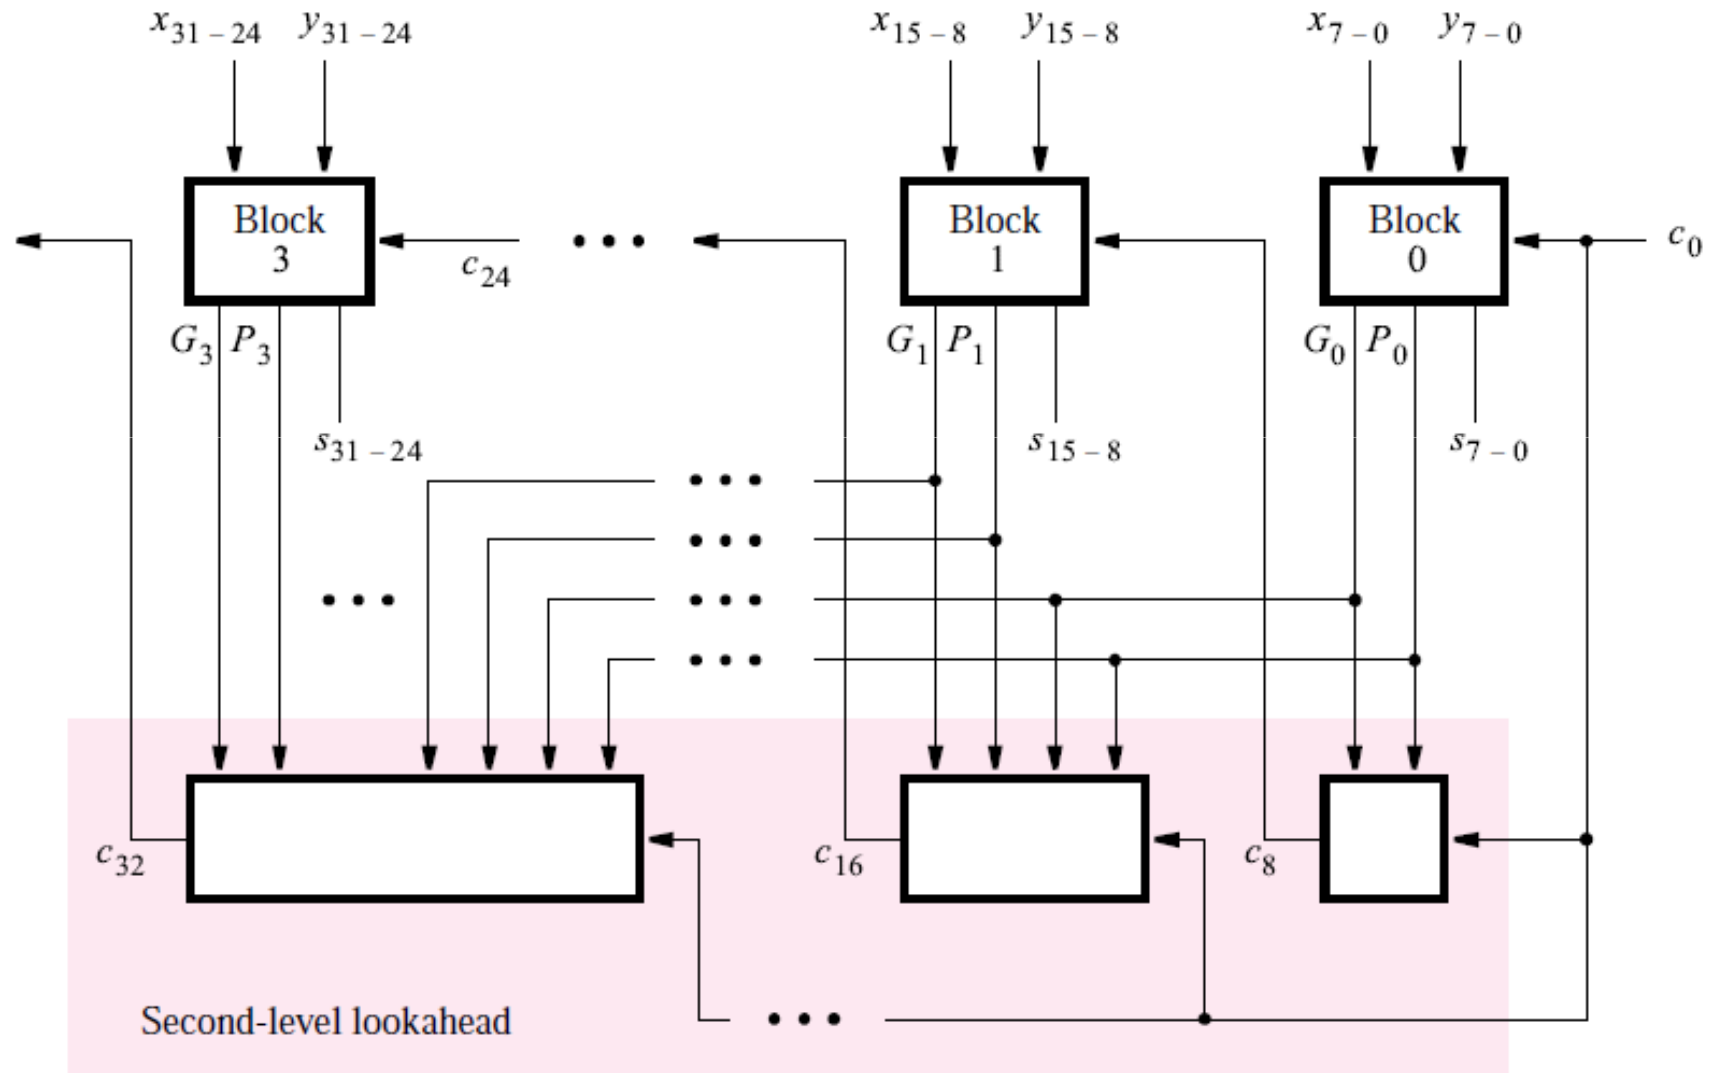 x31 – 24 y31 – 24 x15 – 8 y15 – 8 x7 – 0 y7 – 0
Block
3
Block
1
Block
0
c24
c0
G3 P3 G1 P1 G0 P0
s31 – 24 s15 – 8 s7 – 0
c32 c16 c8
Second-level lookahead